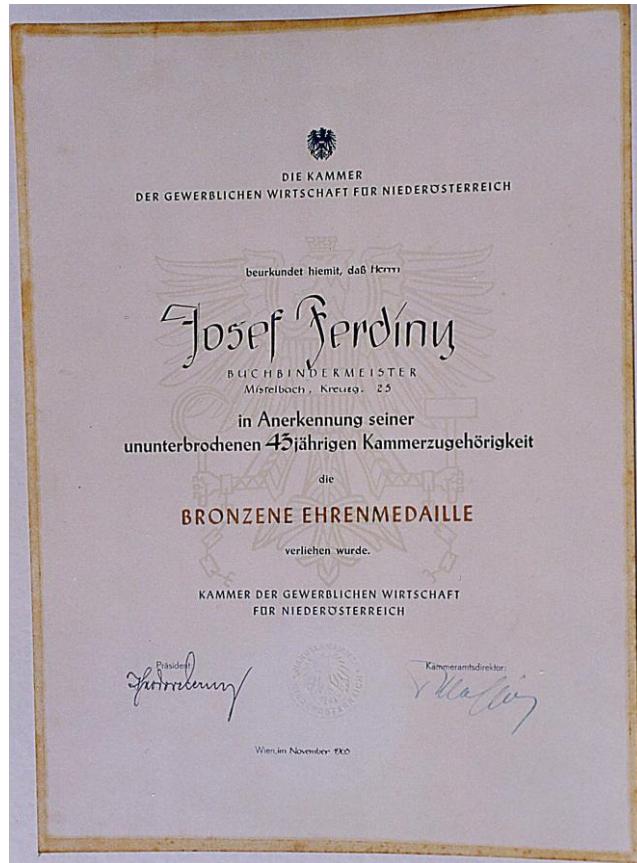 DIE KAMMER
DER GEWERBLICHEN WIRTSCHAFT FÜR NIEDERÖSTERREICH
beurkundet hiemit, daß Herrn
Josef Ferdiny
BUCHBINDERMEISTER
Mistelbach, Kreuzg. 25
in Anerkennung seiner
ununterbrochenen 43jährigen Kammerzugehörigkeit
die
BRONZENE EHRENMEDAILLE
verliehen wurde.
KAMMER DER GEWERBLICHEN WIRTSCHAFT
FÜR NIEDERÖSTERREICH
Präsident:
Kammeramtsdirektor:
Wien, im November